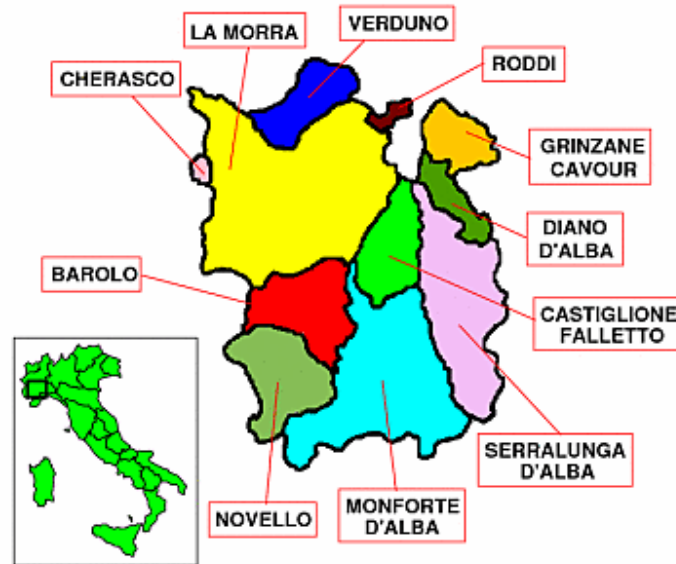 VERDUNO
LA MORRA
RODDI
CHERASCO
GRINZANE
CAVOUR
DIANO
D'ALBA
BAROLO
CASTIGLIONE
FALLETTO
SERRALUNGA
D'ALBA
NOVELLO
MONFORTE
D'ALBA